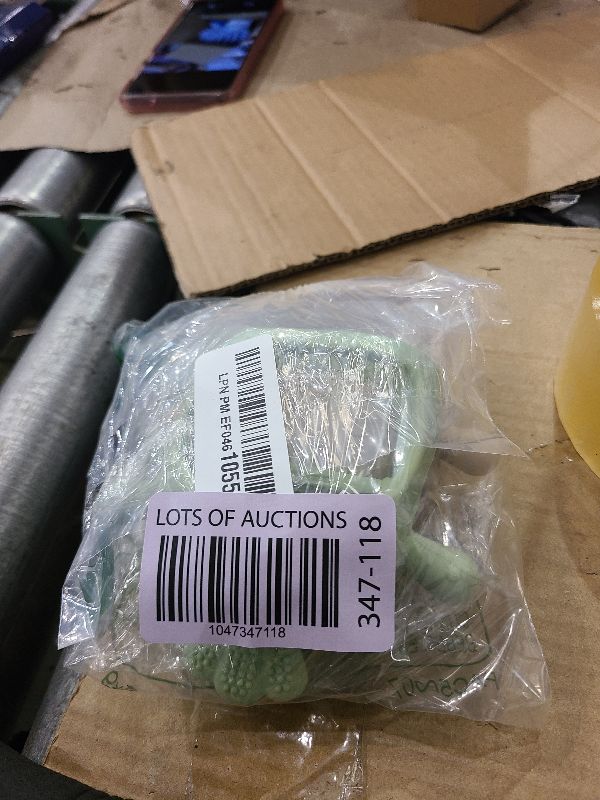 LPN PM EF046 1055
LOTS OF AUCTIONS
347-118
1047347118